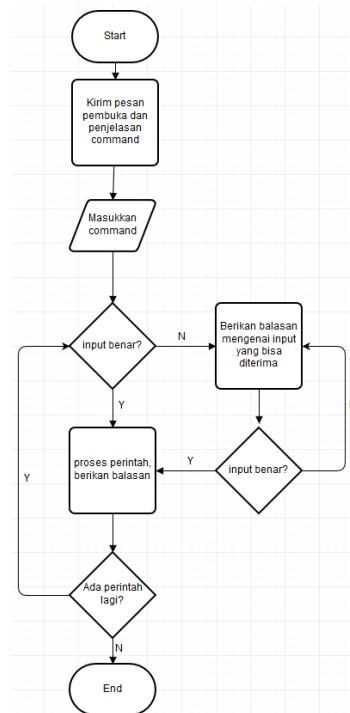 Start
Kirim pesan
pembuka dan
penjelasan
command
Masukkan
command
input benar?
N
Berikan balasan
mengenai input
yang bisa
diterima
Y
input benar?
Y
proses perintah,
berikan balasan
Y
Ada perintah
lagi?
N
End